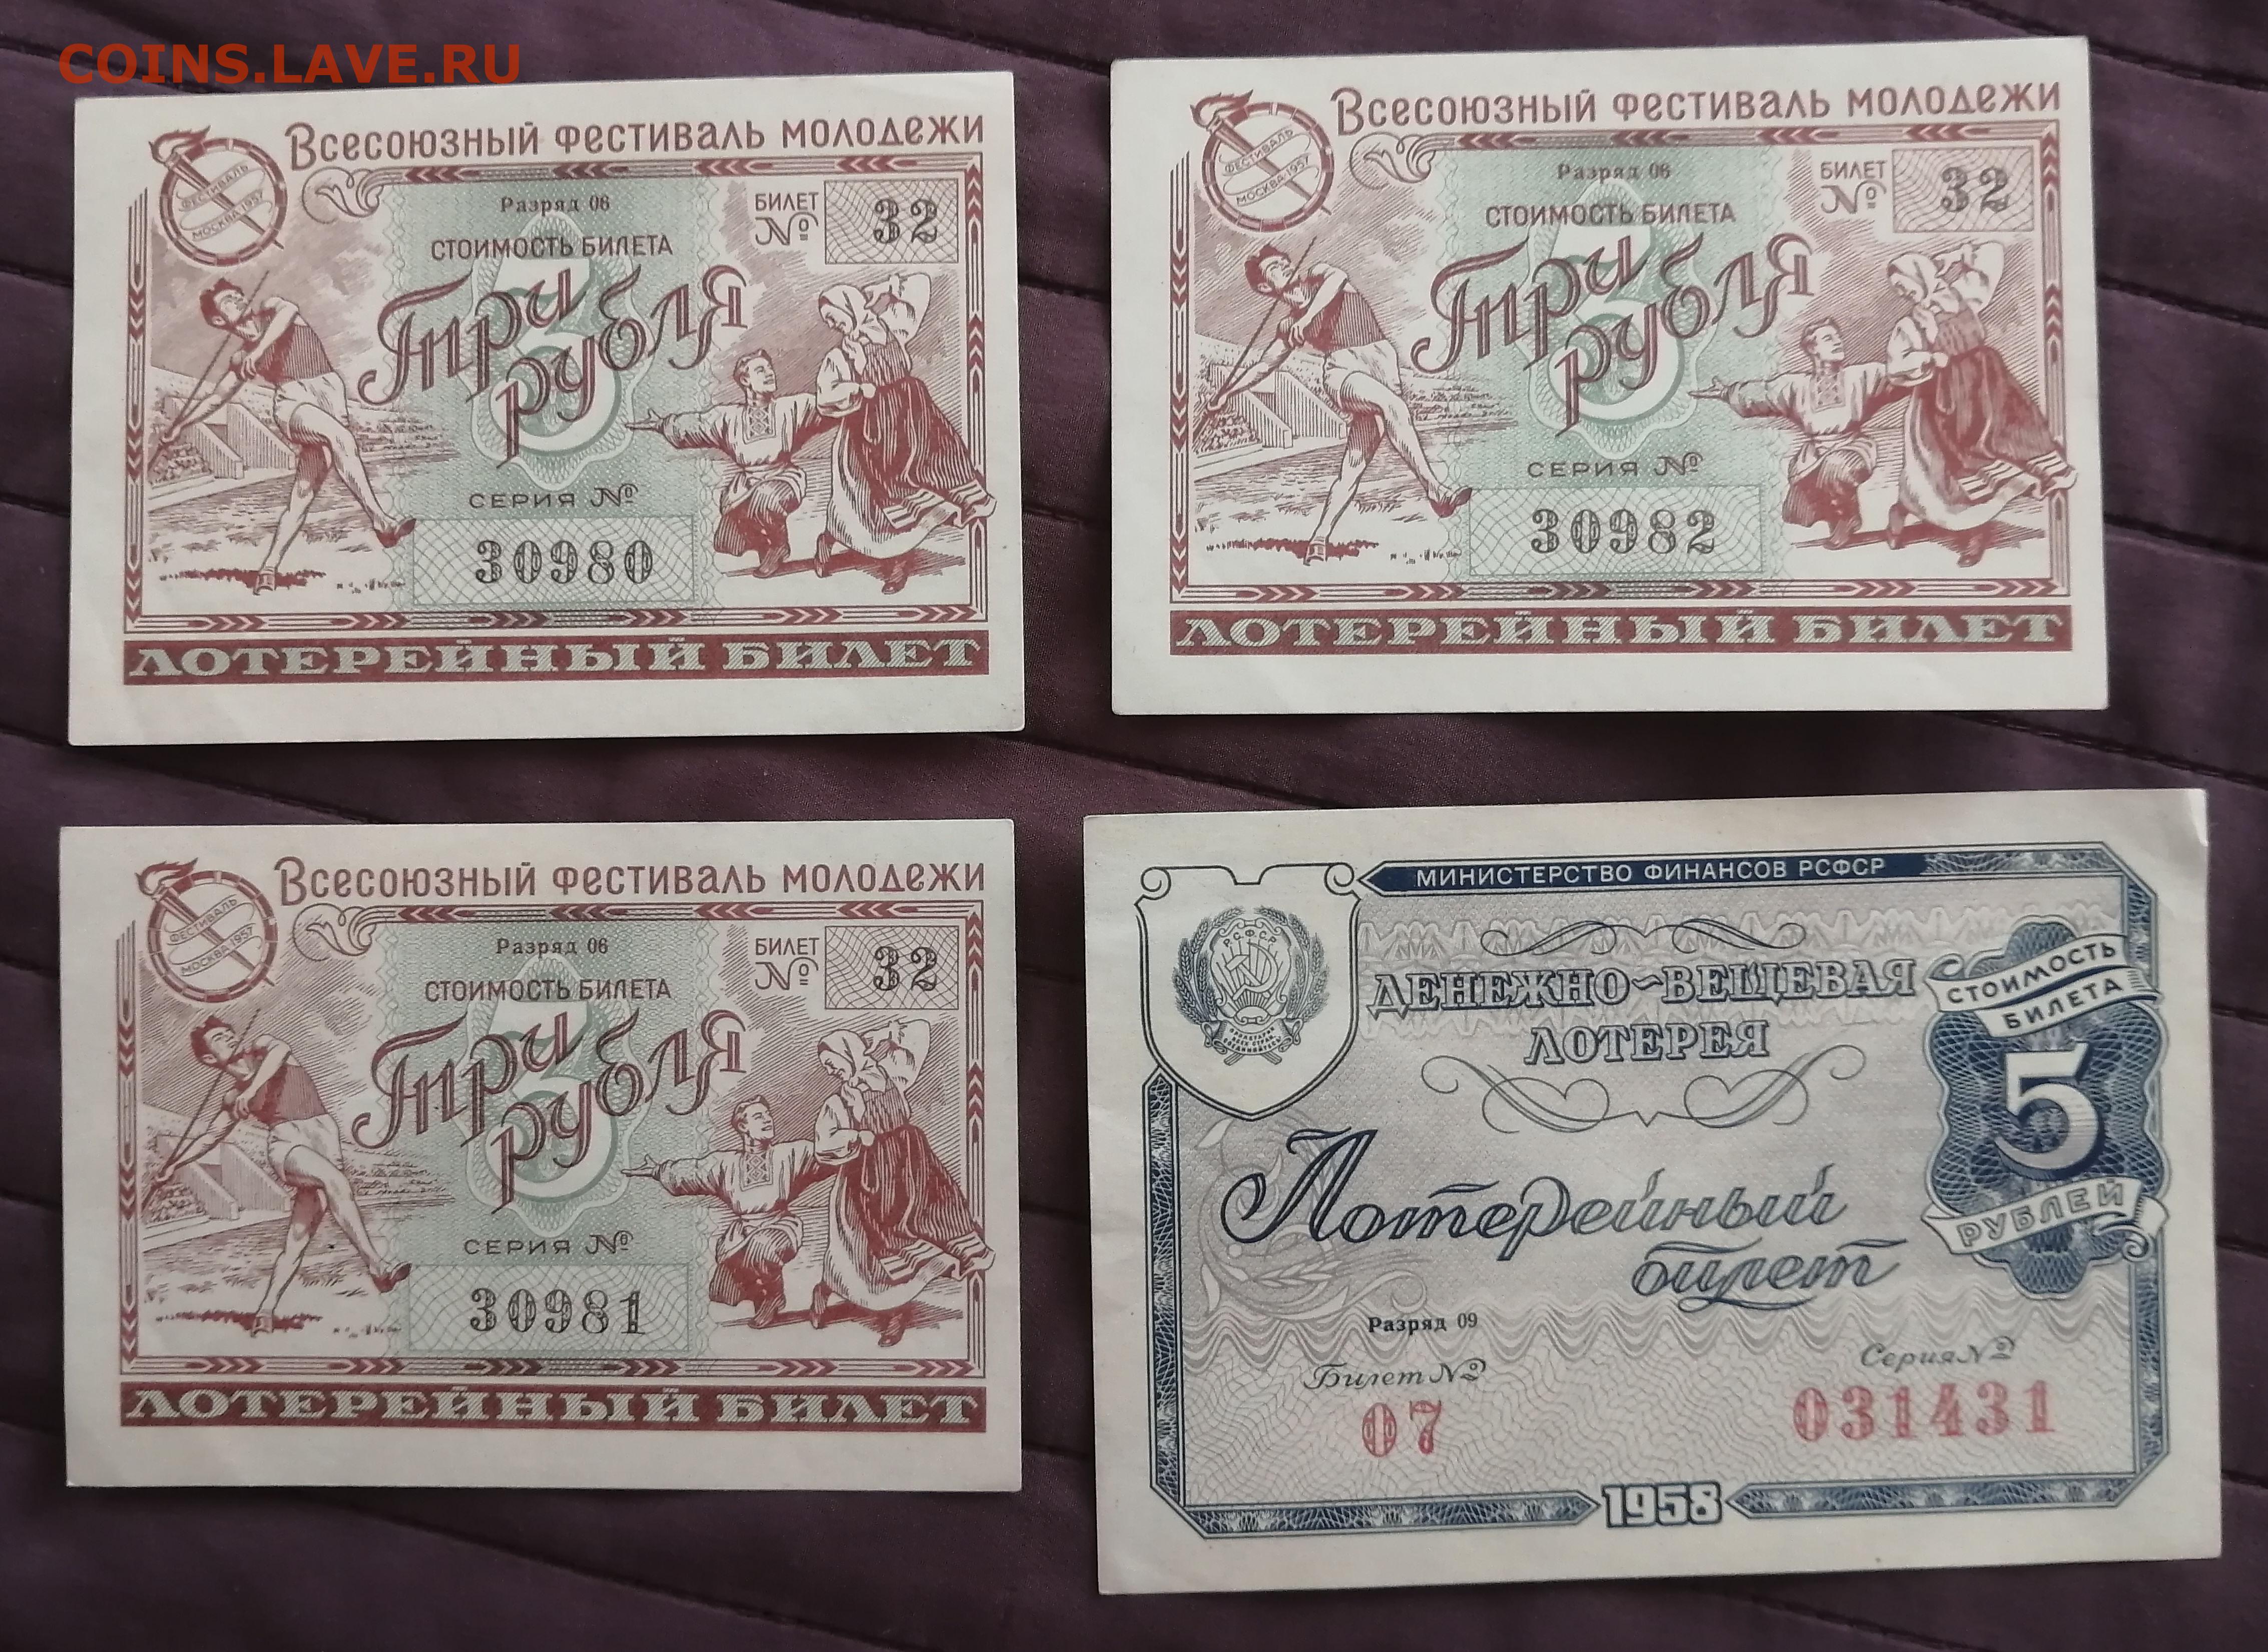 COINS.LAVE.RU
Всесоюзный фестиваль молодежи
ФЕСТИВАЛЬ
МОСКВА 1957
Разряд 06
СТОИМОСТЬ БИЛЕТА
БИЛЕТ
№ 32
3
Три
рубля
СЕРИЯ №
30980
ЛОТЕРЕЙНЫЙ БИЛЕТ
Всесоюзный фестиваль молодежи
ФЕСТИВАЛЬ
МОСКВА 1957
Разряд 06
СТОИМОСТЬ БИЛЕТА
БИЛЕТ
№ 32
3
Три
рубля
СЕРИЯ №
30982
ЛОТЕРЕЙНЫЙ БИЛЕТ
Всесоюзный фестиваль молодежи
ФЕСТИВАЛЬ
МОСКВА 1957
Разряд 06
СТОИМОСТЬ БИЛЕТА
БИЛЕТ
№ 32
3
Три
рубля
СЕРИЯ №
30981
ЛОТЕРЕЙНЫЙ БИЛЕТ
МИНИСТЕРСТВО ФИНАНСОВ РСФСР
РСФСР
ДЕНЕЖНО-ВЕЩЕВАЯ
ЛОТЕРЕЯ
СТОИМОСТЬ
БИЛЕТА
5
РУБЛЕЙ
Лотерейный
билет
Разряд 09
Билет №
07
Серия №
031431
1958